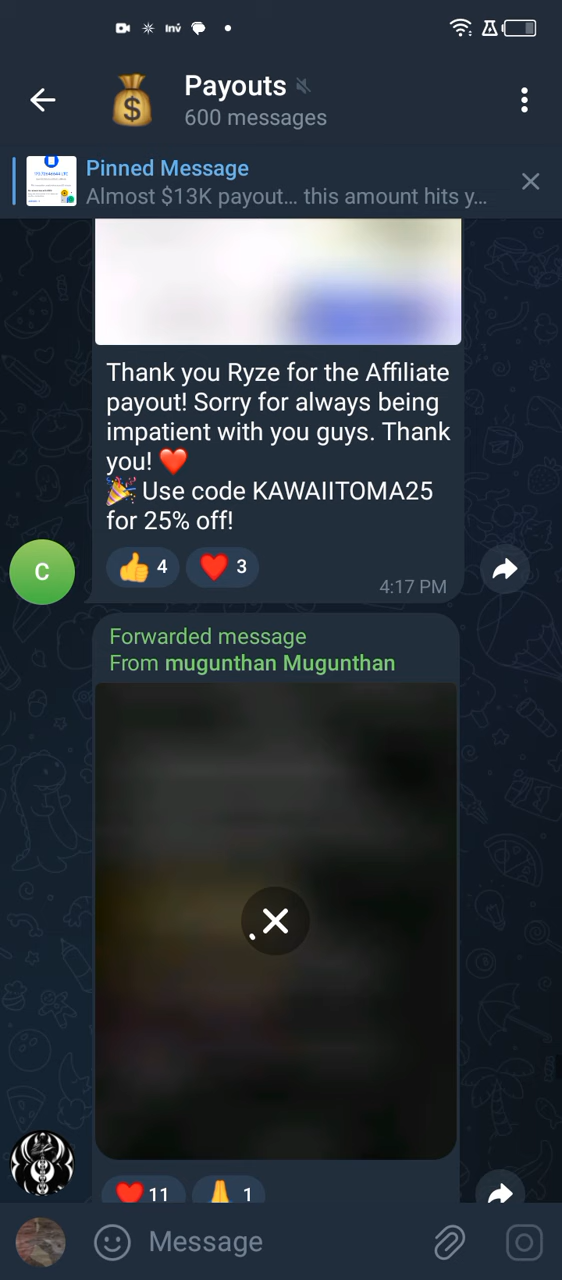 Payouts
600 messages
Pinned Message
Almost $13K payout... this amount hits y...
Thank you Ryze for the Affiliate
payout! Sorry for always being
impatient with you guys. Thank
you! ❤️
🎉 Use code KAWAIITOMA25
for 25% off!
👍 4 ❤️ 3
4:17 PM
C
Forwarded message
From mugunthan Mugunthan
❤️ 11 🙏 1
Message